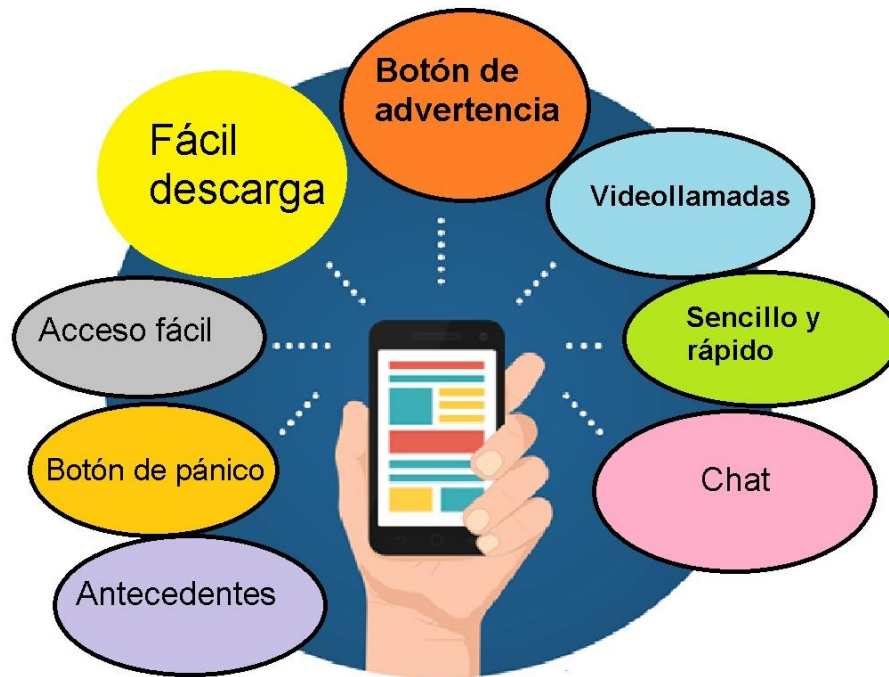 Botón de
advertencia
Fácil
descarga
Videollamadas
Acceso fácil
Sencillo y
rápido
Botón de pánico
Chat
Antecedentes